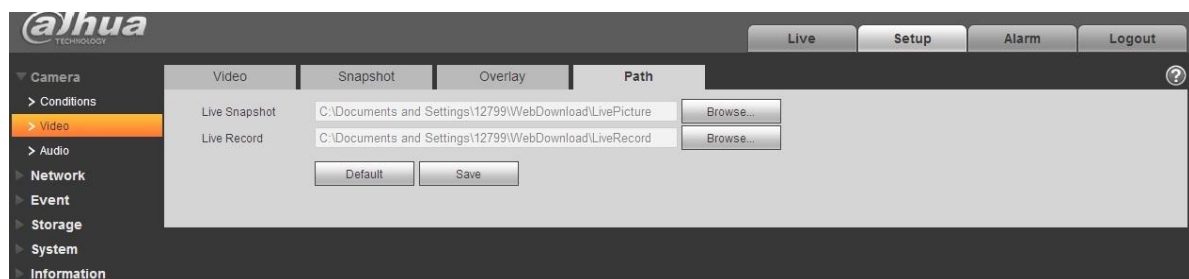 alhua
TECHNOLOGY
Live
Setup
Alarm
Logout
Camera
> Conditions
> Video
> Audio
Network
Event
Storage
System
Information
Video
Snapshot
Overlay
Path
?
Live Snapshot
C:\Documents and Settings\12799\WebDownload\LivePicture
Browse...
Live Record
C:\Documents and Settings\12799\WebDownload\LiveRecord
Browse...
Default
Save